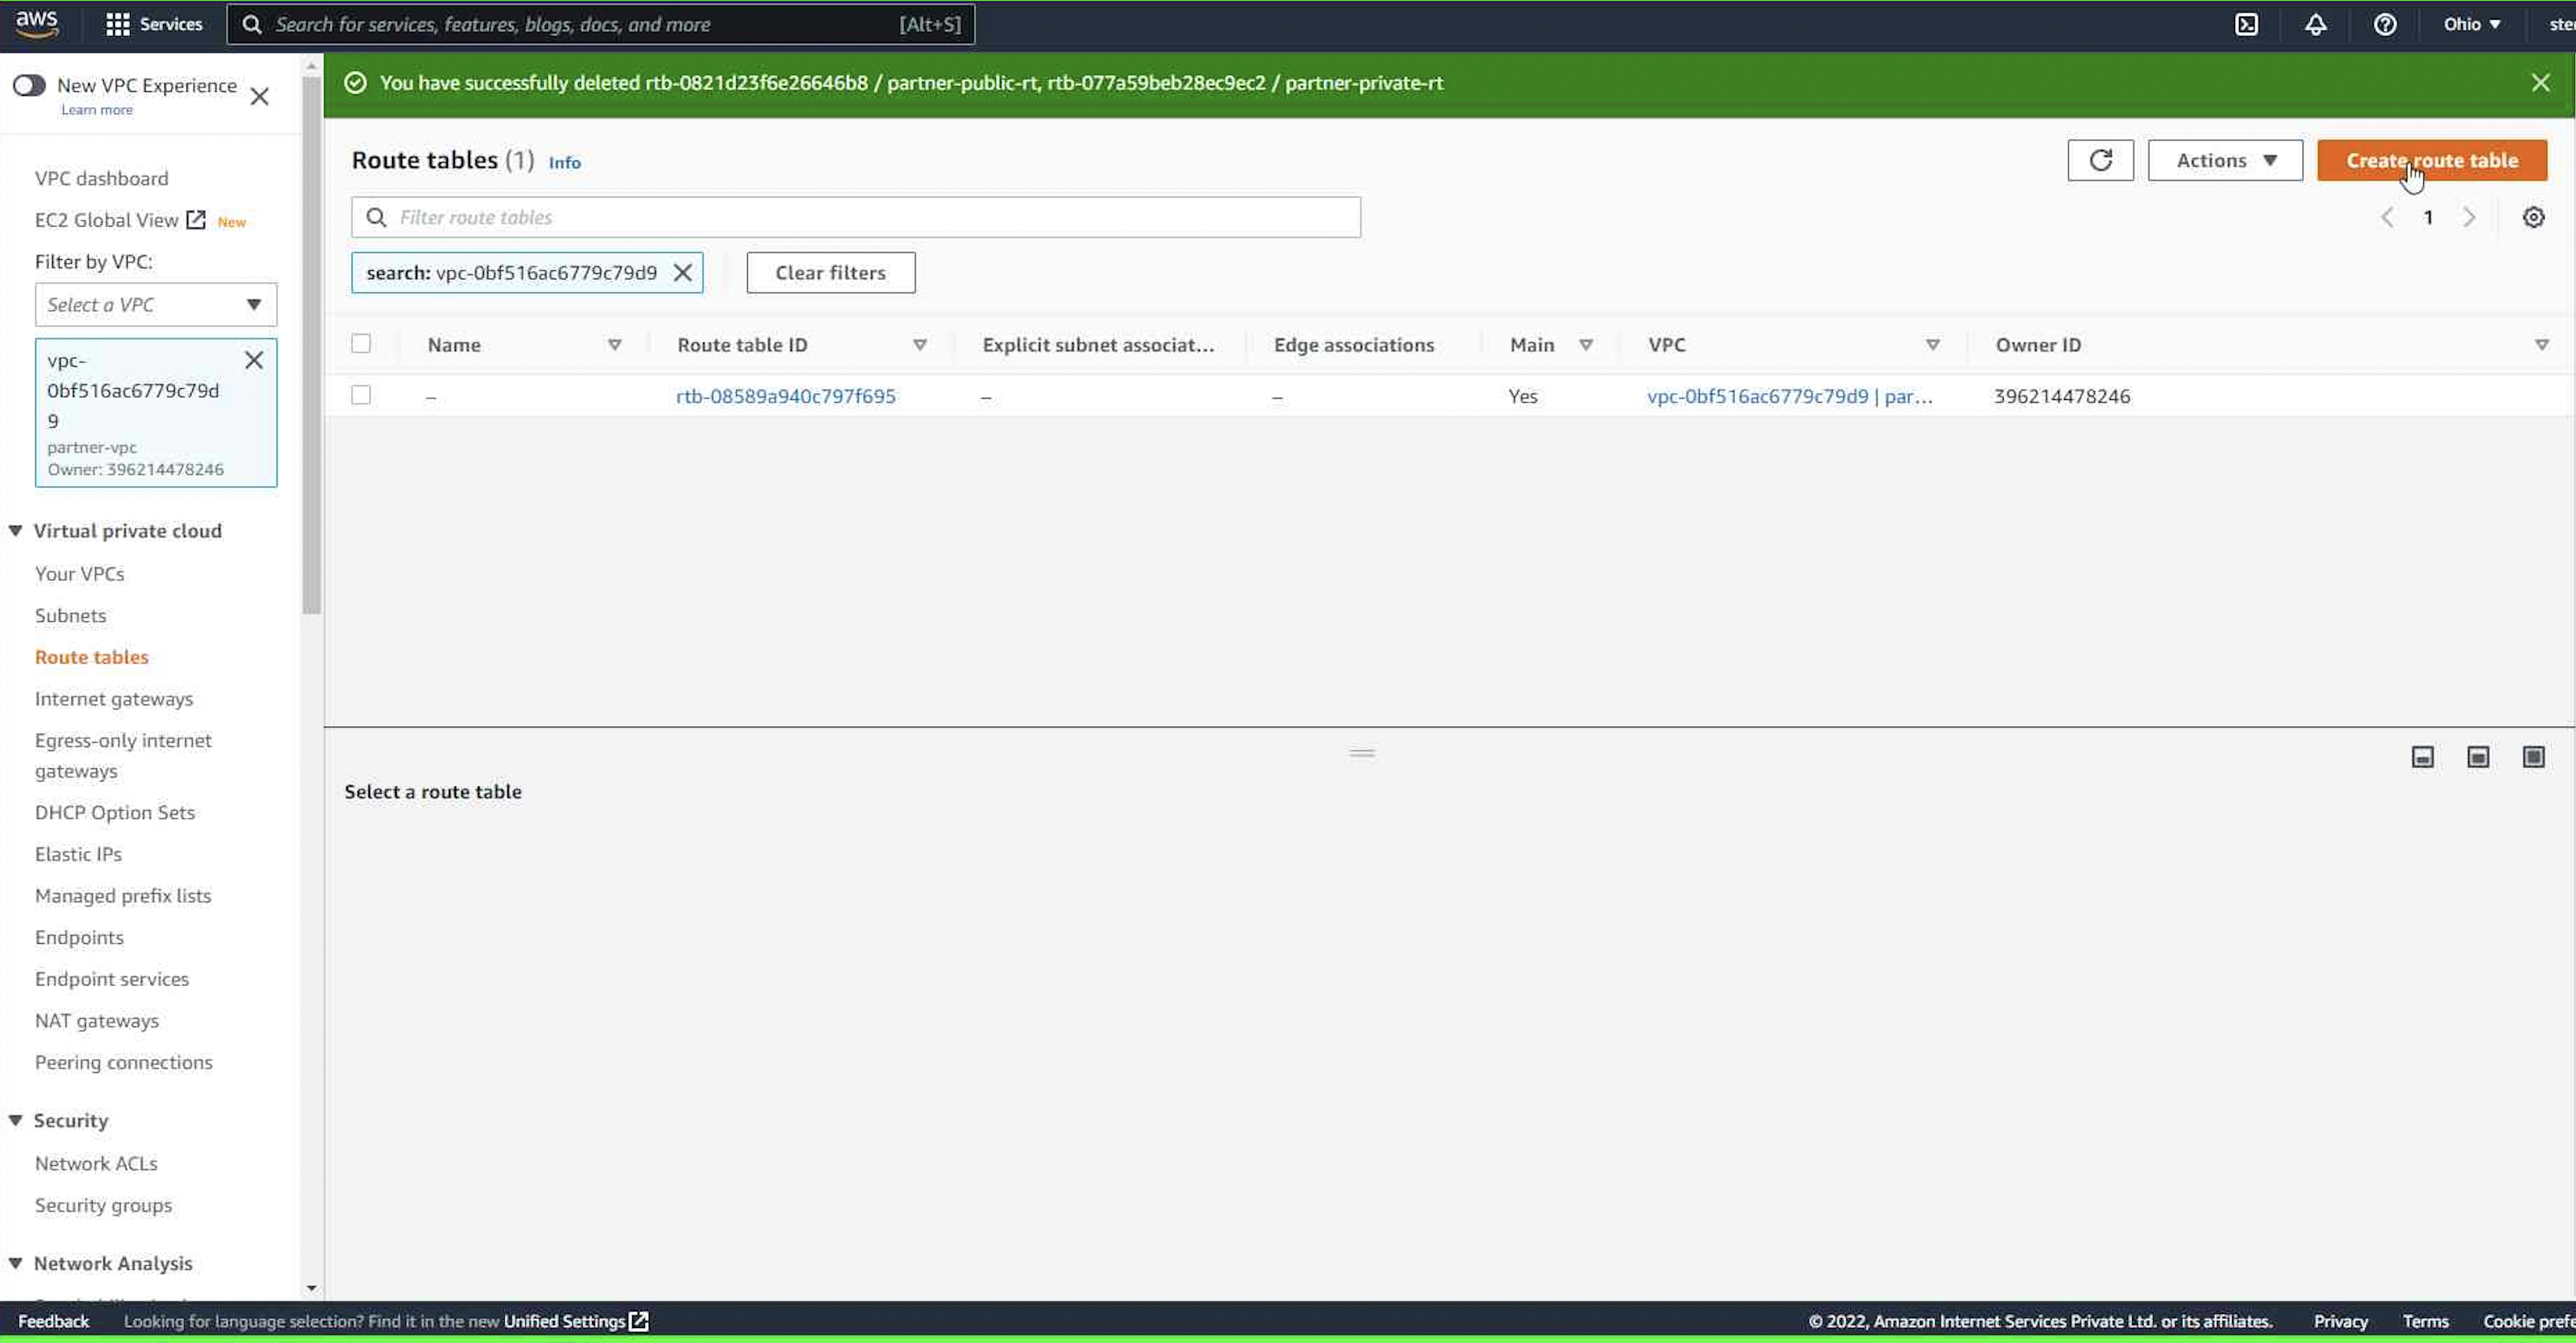 aws
Services
Search for services, features, blogs, docs, and more
[Alt+S]
Ohio
New VPC Experience
Learn more
You have successfully deleted rtb-0821d23f6e26646b8 / partner-public-rt, rtb-077a59beb28ec9ec2 / partner-private-rt
VPC dashboard
EC2 Global View New
Filter by VPC:
Select a VPC
vpc-
0bf516ac6779c79d
9
partner-vpc
Owner: 396214478246
Virtual private cloud
Your VPCs
Subnets
Route tables
Internet gateways
Egress-only internet
gateways
DHCP Option Sets
Elastic IPs
Managed prefix lists
Endpoints
Endpoint services
NAT gateways
Peering connections
Security
Network ACLs
Security groups
Network Analysis
Route tables (1) Info
Actions
Create route table
Filter route tables
1
search: vpc-0bf516ac6779c79d9
Clear filters
Name Route table ID Explicit subnet associat... Edge associations Main VPC Owner ID
– rtb-08589a940c797f695 – – Yes vpc-0bf516ac6779c79d9 | par... 396214478246
Select a route table
Feedback Looking for language selection? Find it in the new Unified Settings
© 2022, Amazon Internet Services Private Ltd. or its affiliates. Privacy Terms Cookie pref